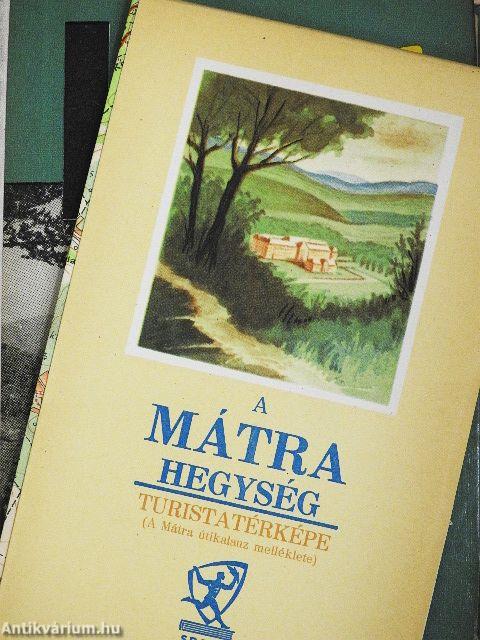 A
MÁTRA
HEGYSÉG
TURISTATÉRKÉPE
(A Mátra útikalauz melléklete)
Antikvárium.hu